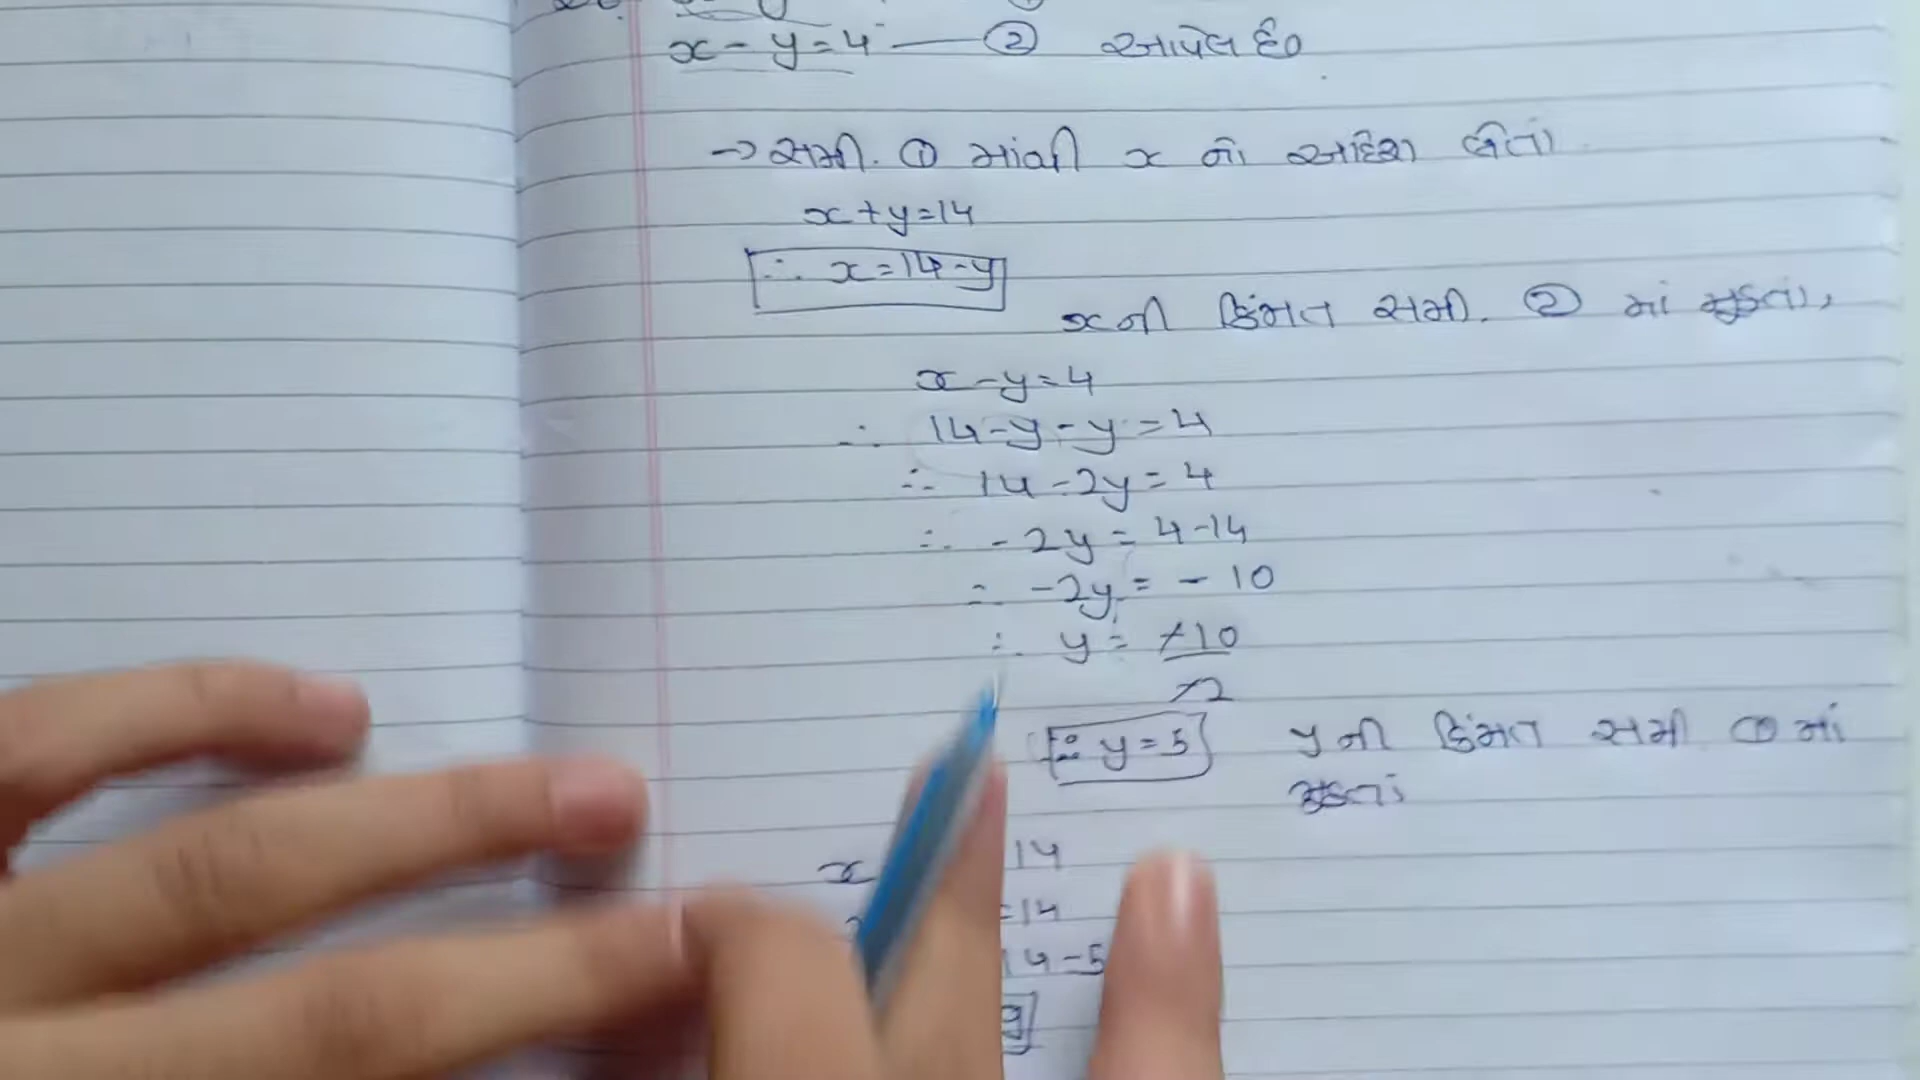 x - y = 4 — ② આપેલ છે
→ સમી. ① માંથી x નો આદેશ લેતાં
x + y = 14
∴ x = 14 - y
x ની કિંમત સમી. ② માં મુકતા,
x - y = 4
∴ 14 - y - y = 4
∴ 14 - 2y = 4
∴ - 2y = 4 - 14
∴ -2y = - 10
∴ y = -10
-2
∴ y = 5 y ની કિંમત સમી ① માં
મુકતાં
x 14
= 14
14 - 5
9